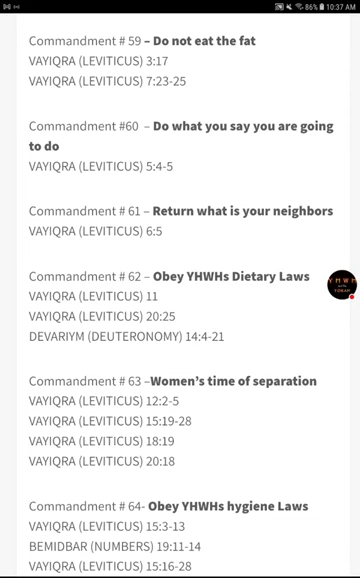 86% 10:37 AM
Commandment # 59 – Do not eat the fat
VAYIQRA (LEVITICUS) 3:17
VAYIQRA (LEVITICUS) 7:23-25
Commandment #60 – Do what you say you are going
to do
VAYIQRA (LEVITICUS) 5:4-5
Commandment # 61 – Return what is your neighbors
VAYIQRA (LEVITICUS) 6:5
Commandment # 62 – Obey YHWHs Dietary Laws
VAYIQRA (LEVITICUS) 11
VAYIQRA (LEVITICUS) 20:25
DEVARIYM (DEUTERONOMY) 14:4-21
Commandment # 63 –Women’s time of separation
VAYIQRA (LEVITICUS) 12:2-5
VAYIQRA (LEVITICUS) 15:19-28
VAYIQRA (LEVITICUS) 18:19
VAYIQRA (LEVITICUS) 20:18
Commandment # 64- Obey YHWHs hygiene Laws
VAYIQRA (LEVITICUS) 15:3-13
BEMIDBAR (NUMBERS) 19:11-14
VAYIQRA (LEVITICUS) 15:16-28